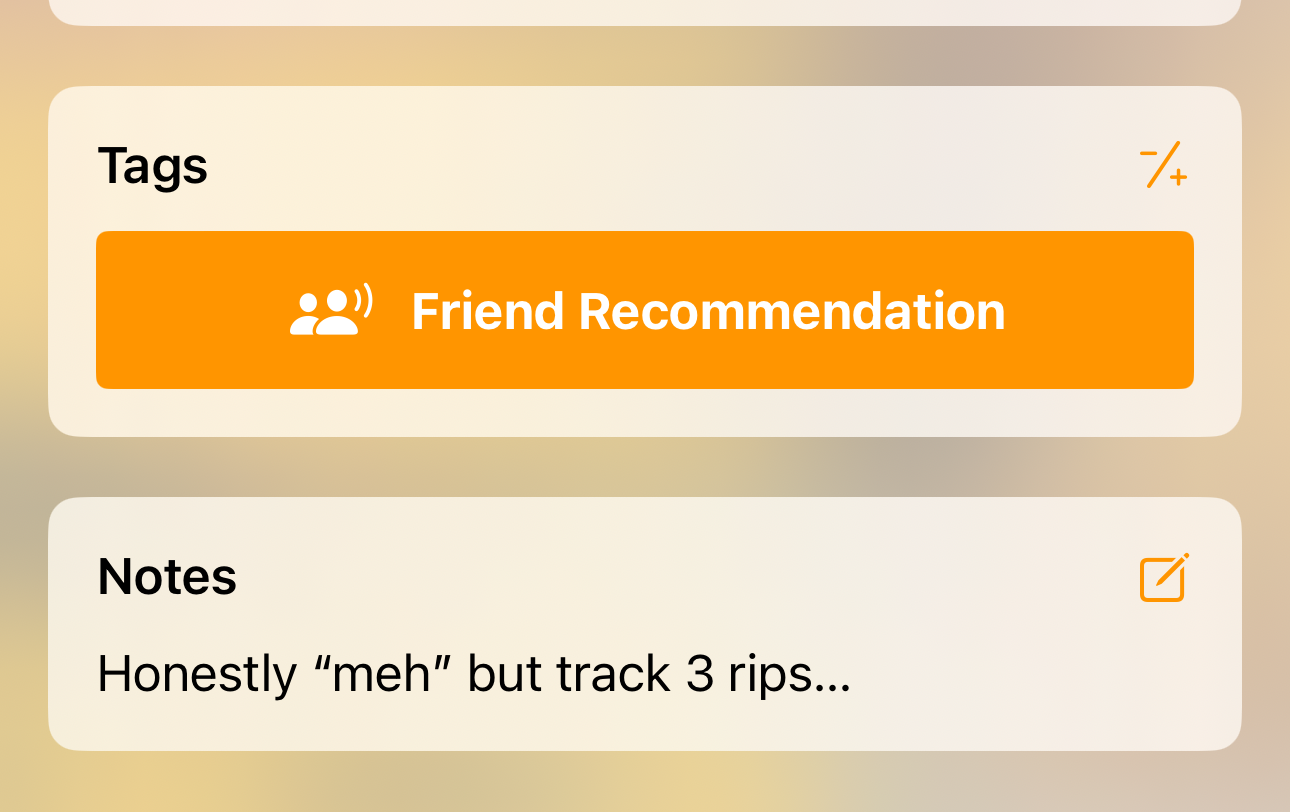 Tags
Friend Recommendation
Notes
Honestly “meh” but track 3 rips...